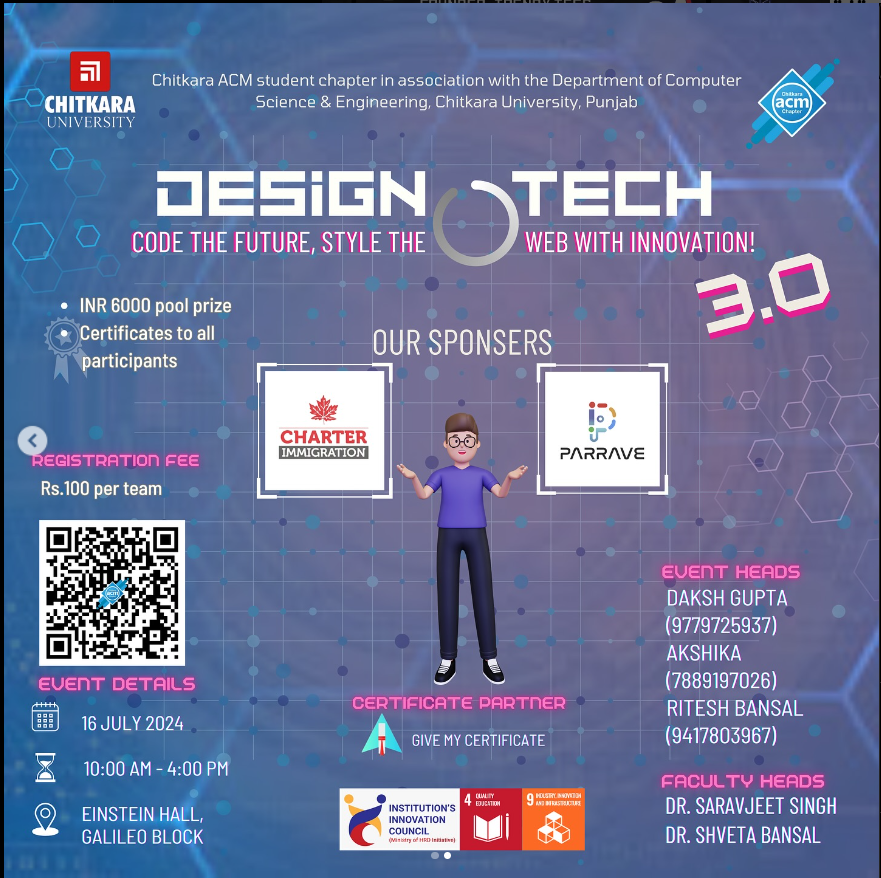 CHITKARA
UNIVERSITY
Chitkara ACM student chapter in association with the Department of Computer
Science & Engineering, Chitkara University, Punjab
Chitkara
acm
Chapter
DESiGN TECH
CODE THE FUTURE, STYLE THE WEB WITH INNOVATION!
3.0
• INR 6000 pool prize
• Certificates to all
participants
OUR SPONSERS
CHARTER
IMMIGRATION
PARRAVE
REGISTRATION FEE
Rs.100 per team
acm
EVENT DETAILS
16 JULY 2024
10:00 AM - 4:00 PM
EINSTEIN HALL,
GALILEO BLOCK
CERTIFICATE PARTNER
GIVE MY CERTIFICATE
INSTITUTION'S
INNOVATION
COUNCIL
(Ministry of HRD Initiative)
4 QUALITY
EDUCATION
9 INDUSTRY, INNOVATION
AND INFRASTRUCTURE
EVENT HEADS
DAKSH GUPTA
(9779725937)
AKSHIKA
(7889197026)
RITESH BANSAL
(9417803967)
FACULTY HEADS
DR. SARAVJEET SINGH
DR. SHVETA BANSAL